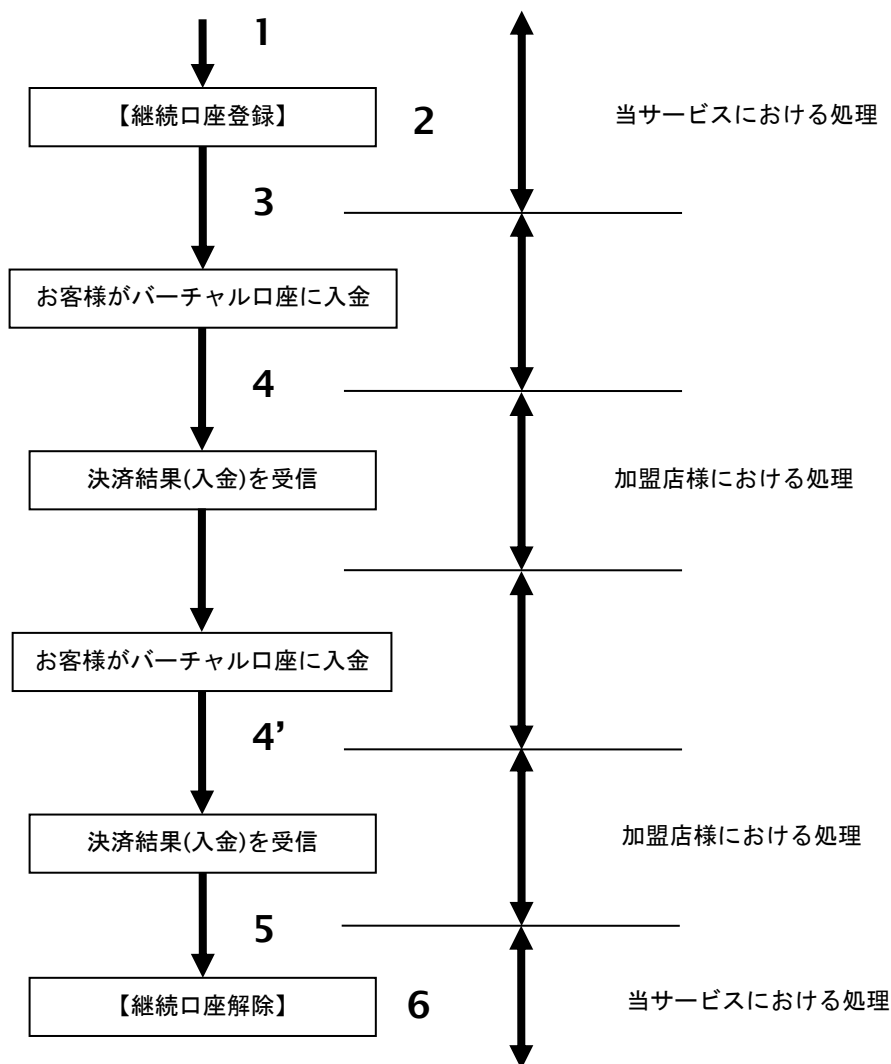 1
【継続口座登録】
2
当サービスにおける処理
3
お客様がバーチャル口座に入金
4
決済結果(入金)を受信
加盟店様における処理
お客様がバーチャル口座に入金
4’
決済結果(入金)を受信
加盟店様における処理
5
【継続口座解除】
6
当サービスにおける処理